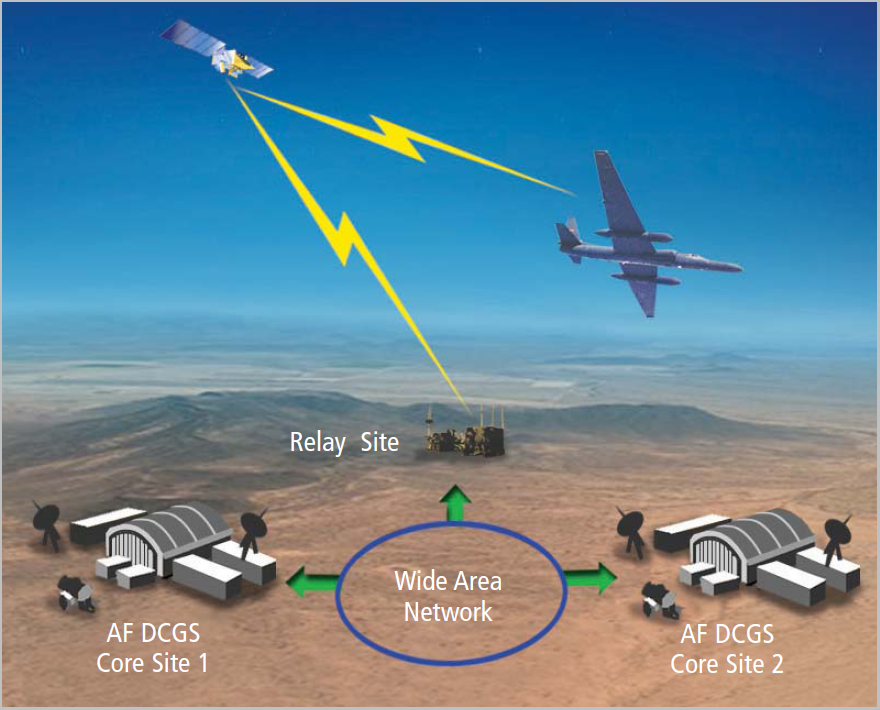 Relay Site
Wide Area
Network
AF DCGS
Core Site 1
AF DCGS
Core Site 2